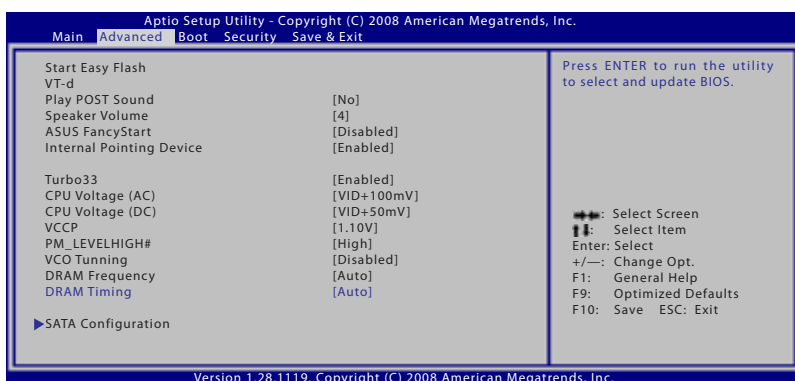 Aptio Setup Utility - Copyright (C) 2008 American Megatrends, Inc.
Main Advanced Boot Security Save & Exit
Start Easy Flash
VT-d
Play POST Sound [No]
Speaker Volume [4]
ASUS FancyStart [Disabled]
Internal Pointing Device [Enabled]
Turbo33 [Enabled]
CPU Voltage (AC) [VID+100mV]
CPU Voltage (DC) [VID+50mV]
VCCP [1.10V]
PM_LEVELHIGH# [High]
VCO Tunning [Disabled]
DRAM Frequency [Auto]
DRAM Timing [Auto]
SATA Configuration
Press ENTER to run the utility
to select and update BIOS.
: Select Screen
: Select Item
Enter: Select
+/—: Change Opt.
F1: General Help
F9: Optimized Defaults
F10: Save ESC: Exit
Version 1.28.1119. Copyright (C) 2008 American Megatrends, Inc.